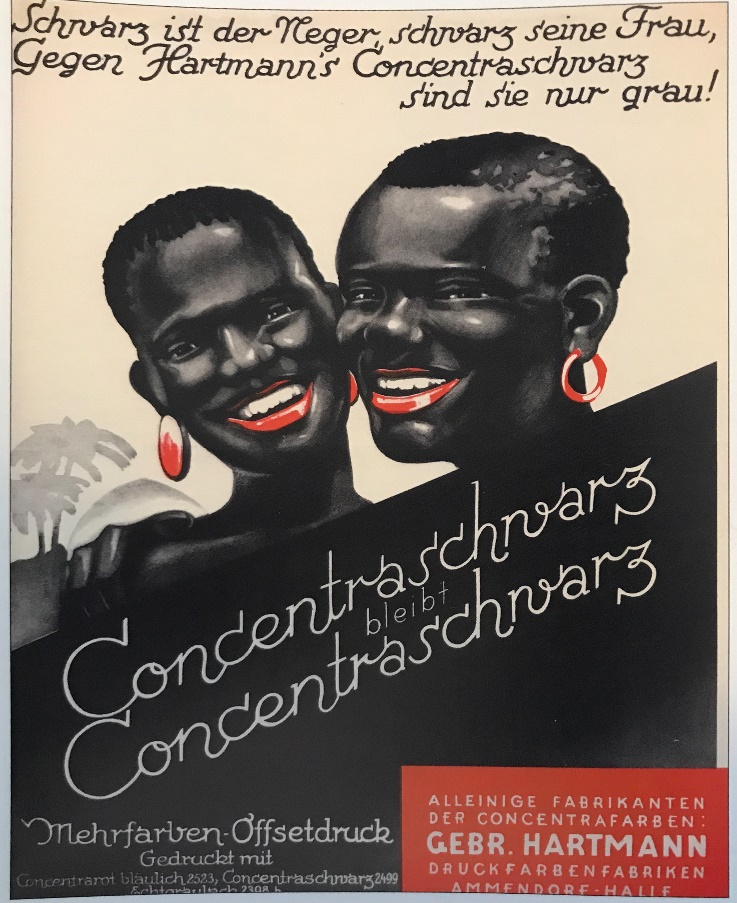 Schwarz ist der Neger, schwarz seine Frau,
Gegen Hartmann's Concentraschwarz
sind sie nur grau!
Concentraschwarz
bleibt
Concentraschwarz
Mehrfarben-Offsetdruck
Gedruckt mit
Concentrarot bläulich 2523, Concentraschwarz 2499
2398
ALLEINIGE FABRIKANTEN
DER CONCENTRAFARBEN:
GEBR. HARTMANN
DRUCKFARBENFABRIKEN
AMMENDORF-HALLE